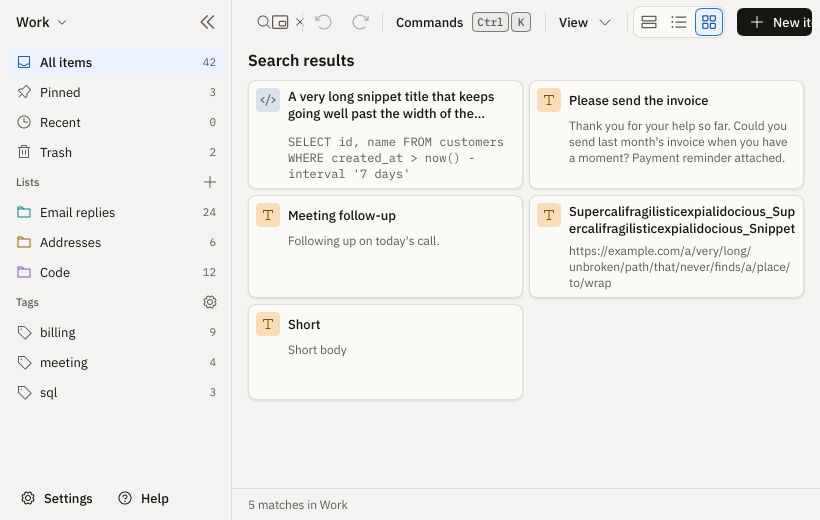 Work
Commands Ctrl K
View
New it
All items 42
Pinned 3
Recent 0
Trash 2
Lists
Email replies 24
Addresses 6
Code 12
Tags
billing 9
meeting 4
sql 3
Settings
Help
Search results
</>
A very long snippet title that keeps
going well past the width of the...
SELECT id, name FROM customers
WHERE created_at > now() -
interval '7 days'
T
Please send the invoice
Thank you for your help so far. Could you
send last month's invoice when you have
a moment? Payment reminder attached.
T
Meeting follow-up
Following up on today's call.
T
Supercalifragilisticexpialidocious_Sup
ercalifragilisticexpialidocious_Snippet
https://example.com/a/very/long/
unbroken/path/that/never/finds/a/place/
to/wrap
T
Short
Short body
5 matches in Work